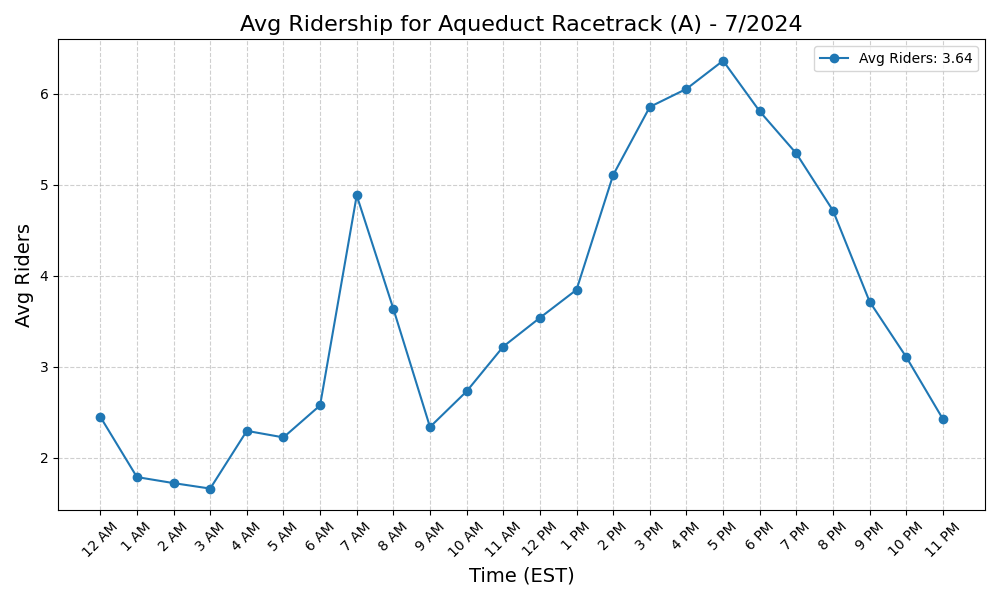 Avg Ridership for Aqueduct Racetrack (A) - 7/2024
Avg Riders: 3.64
Avg Riders
6
5
4
3
2
12 AM
1 AM
2 AM
3 AM
4 AM
5 AM
6 AM
7 AM
8 AM
9 AM
10 AM
11 AM
12 PM
1 PM
2 PM
3 PM
4 PM
5 PM
6 PM
7 PM
8 PM
9 PM
10 PM
11 PM
Time (EST)